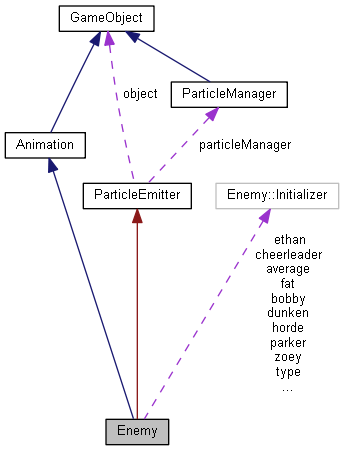 GameObject
object
ParticleManager
Animation
particleManager
ParticleEmitter
Enemy::Initializer
ethan
cheerleader
average
fat
bobby
dunken
horde
parker
zoey
type
...
Enemy